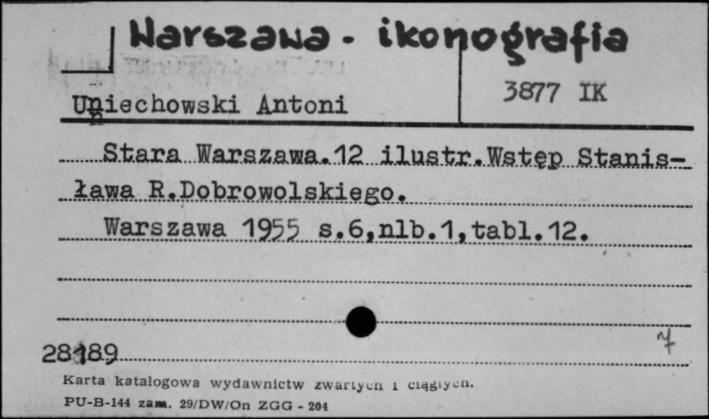 Warszawa - ikonografia
3877 IK
Uniechowski Antoni
Stara Warszawa.12 ilustr.Wstęp Stanis-
ława R.Dobrowolskiego.
Warszawa 1955 s.6,nlb.1,tabl.12.
7
28189
Karta katalogowa wydawnictw zwartych i ciągłych.
PU-B-144 zam. 29/DW/On ZGG - 204